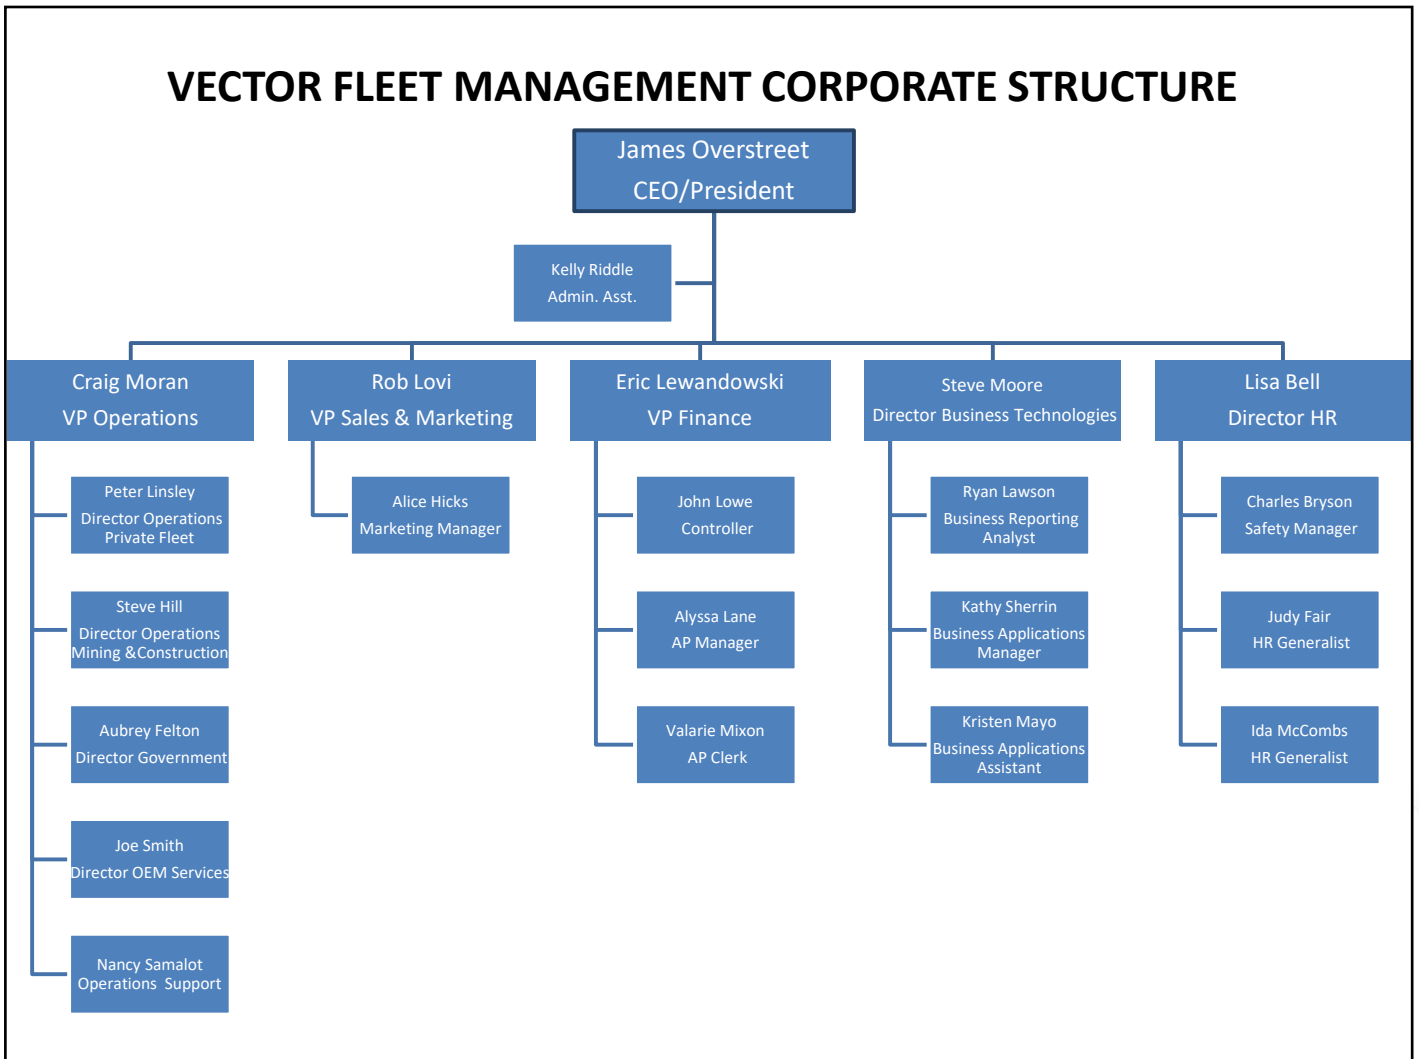 VECTOR FLEET MANAGEMENT CORPORATE STRUCTURE
James Overstreet
CEO/President
Kelly Riddle
Admin. Asst.
Craig Moran
VP Operations
Rob Lovi
VP Sales & Marketing
Eric Lewandowski
VP Finance
Steve Moore
Director Business Technologies
Lisa Bell
Director HR
Peter Linsley
Director Operations
Private Fleet
Steve Hill
Director Operations
Mining &Construction
Aubrey Felton
Director Government
Joe Smith
Director OEM Services
Nancy Samalot
Operations  Support
Alice Hicks
Marketing Manager
John Lowe
Controller
Alyssa Lane
AP Manager
Valarie Mixon
AP Clerk
Ryan Lawson
Business Reporting
Analyst
Kathy Sherrin
Business Applications
Manager
Kristen Mayo
Business Applications
Assistant
Charles Bryson
Safety Manager
Judy Fair
HR Generalist
Ida McCombs
HR Generalist